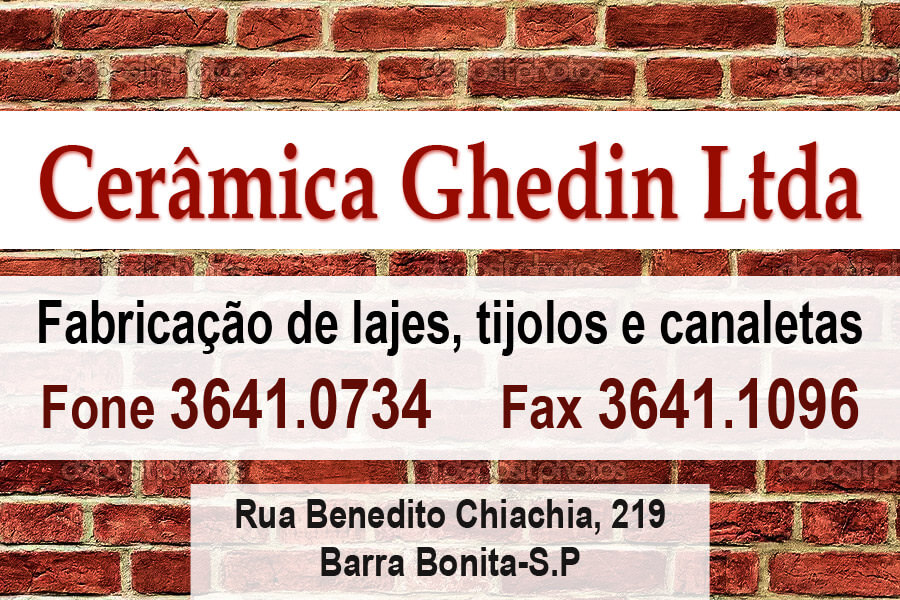 Cerâmica Ghedin Ltda
Fabricação de lajes, tijolos e canaletas
Fone 3641.0734 Fax 3641.1096
Rua Benedito Chiachia, 219
Barra Bonita-S.P